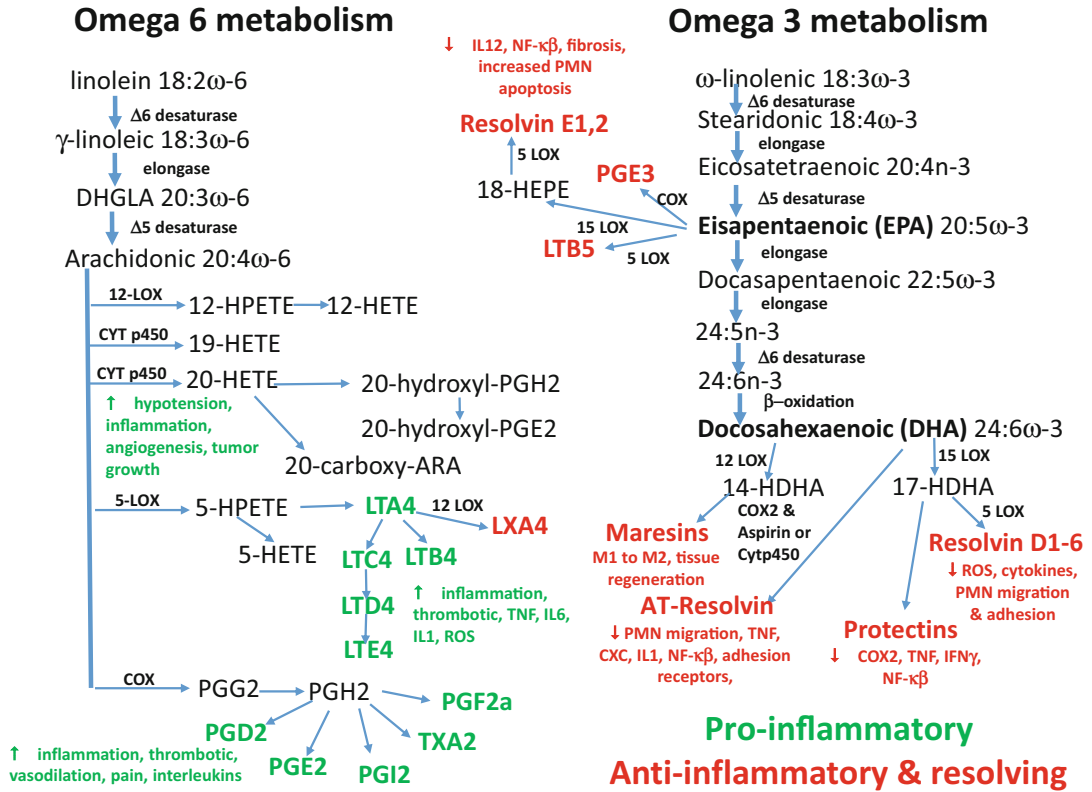 Omega 6 metabolism
linolein 18:2ω-6
Δ6 desaturase
γ-linoleic 18:3ω-6
elongase
DHGLA 20:3ω-6
Δ5 desaturase
Arachidonic 20:4ω-6
12-LOX
12-HPETE
12-HETE
CYT p450
19-HETE
CYT p450
20-HETE
20-hydroxyl-PGH2
↑ hypotension,
inflammation,
angiogenesis, tumor
growth
20-hydroxyl-PGE2
20-carboxy-ARA
5-LOX
5-HPETE
LTA4
12 LOX
LXA4
5-HETE
LTC4
LTB4
LTD4
LTE4
↑ inflammation,
thrombotic, TNF, IL6,
IL1, ROS
COX
PGG2
PGH2
PGF2a
PGD2
TXA2
PGE2
PGI2
↑ inflammation, thrombotic,
vasodilation, pain, interleukins
Omega 3 metabolism
ω-linolenic 18:3ω-3
Δ6 desaturase
Stearidonic 18:4ω-3
elongase
Eicosatetraenoic 20:4n-3
Δ5 desaturase
Eisapentaenoic (EPA) 20:5ω-3
↓ IL12, NF-κβ, fibrosis,
increased PMN
apoptosis
Resolvin E1,2
5 LOX
18-HEPE
PGE3
COX
15 LOX
LTB5
5 LOX
elongase
Docasapentaenoic 22:5ω-3
elongase
24:5n-3
Δ6 desaturase
24:6n-3
β–oxidation
Docosahexaenoic (DHA) 24:6ω-3
12 LOX
14-HDHA
15 LOX
17-HDHA
COX2 &
Aspirin or
Cytp450
5 LOX
Maresins
M1 to M2, tissue
regeneration
Resolvin D1-6
↓ ROS, cytokines,
PMN migration
& adhesion
AT-Resolvin
↓ PMN migration, TNF,
CXC, IL1, NF-κβ, adhesion
receptors,
Protectins
↓ COX2, TNF, IFNγ,
NF-κβ
Pro-inflammatory
Anti-inflammatory & resolving